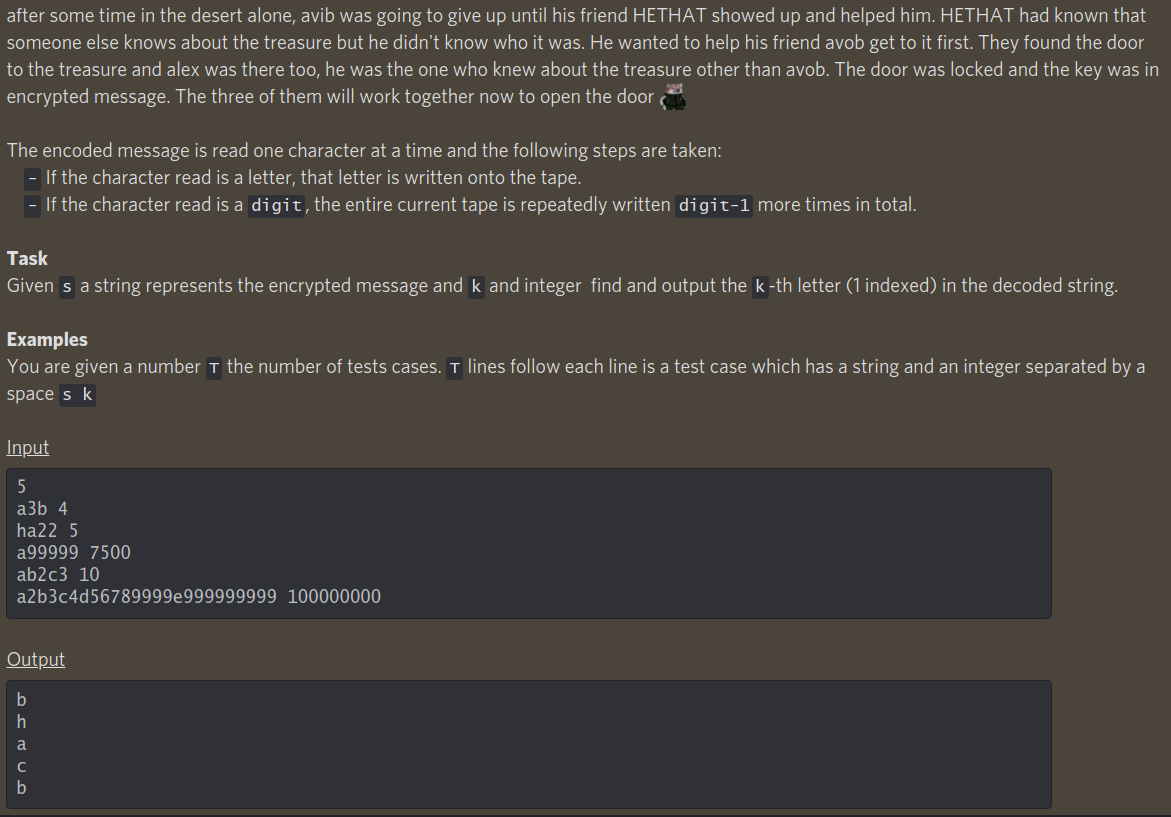 after some time in the desert alone, avib was going to give up until his friend HETHAT showed up and helped him. HETHAT had known that
someone else knows about the treasure but he didn't know who it was. He wanted to help his friend avob get to it first. They found the door
to the treasure and alex was there too, he was the one who knew about the treasure other than avob. The door was locked and the key was in
encrypted message. The three of them will work together now to open the door
The encoded message is read one character at a time and the following steps are taken:
- If the character read is a letter, that letter is written onto the tape.
- If the character read is a digit, the entire current tape is repeatedly written digit-1 more times in total.
Task
Given s a string represents the encrypted message and k and integer find and output the k-th letter (1 indexed) in the decoded string.
Examples
You are given a number T the number of tests cases. T lines follow each line is a test case which has a string and an integer separated by a
space s k
Input
5
a3b 4
ha22 5
a99999 7500
ab2c3 10
a2b3c4d56789999e999999999 100000000
Output
b
h
a
c
b